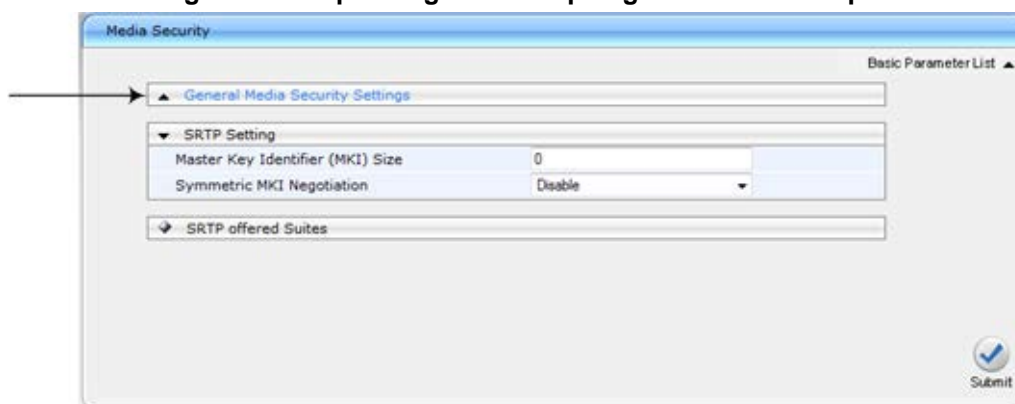 Media Security
Basic Parameter List
General Media Security Settings
SRTP Setting
Master Key Identifier (MKI) Size 0
Symmetric MKI Negotiation Disable
SRTP offered Suites
Submit